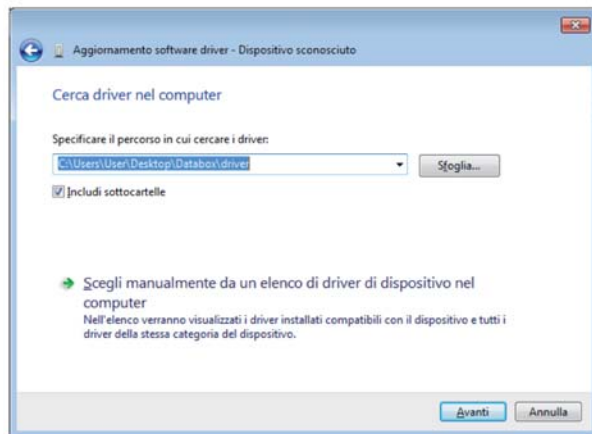 Aggiornamento software driver - Dispositivo sconosciuto
Cerca driver nel computer
Specificare il percorso in cui cercare i driver:
C:\Users\User\Desktop\Databox\driver
Sfoglia...
Includi sottocartelle
Scegli manualmente da un elenco di driver di dispositivo nel
computer
Nell'elenco verranno visualizzati i driver installati compatibili con il dispositivo e tutti i
driver della stessa categoria del dispositivo.
Avanti
Annulla